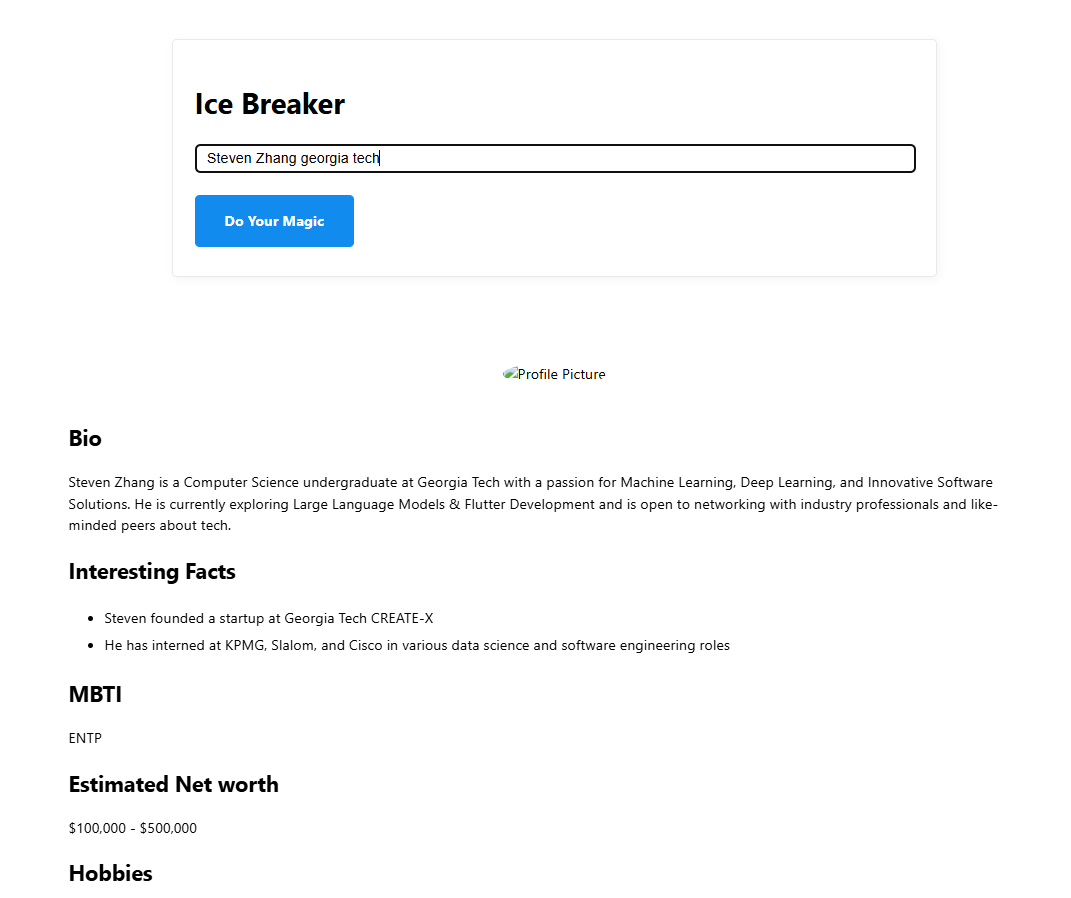 Ice Breaker
Steven Zhang georgia tech
Do Your Magic
Profile Picture
Bio
Steven Zhang is a Computer Science undergraduate at Georgia Tech with a passion for Machine Learning, Deep Learning, and Innovative Software
Solutions. He is currently exploring Large Language Models & Flutter Development and is open to networking with industry professionals and like-
minded peers about tech.
Interesting Facts
• Steven founded a startup at Georgia Tech CREATE-X
• He has interned at KPMG, Slalom, and Cisco in various data science and software engineering roles
MBTI
ENTP
Estimated Net worth
$100,000 - $500,000
Hobbies